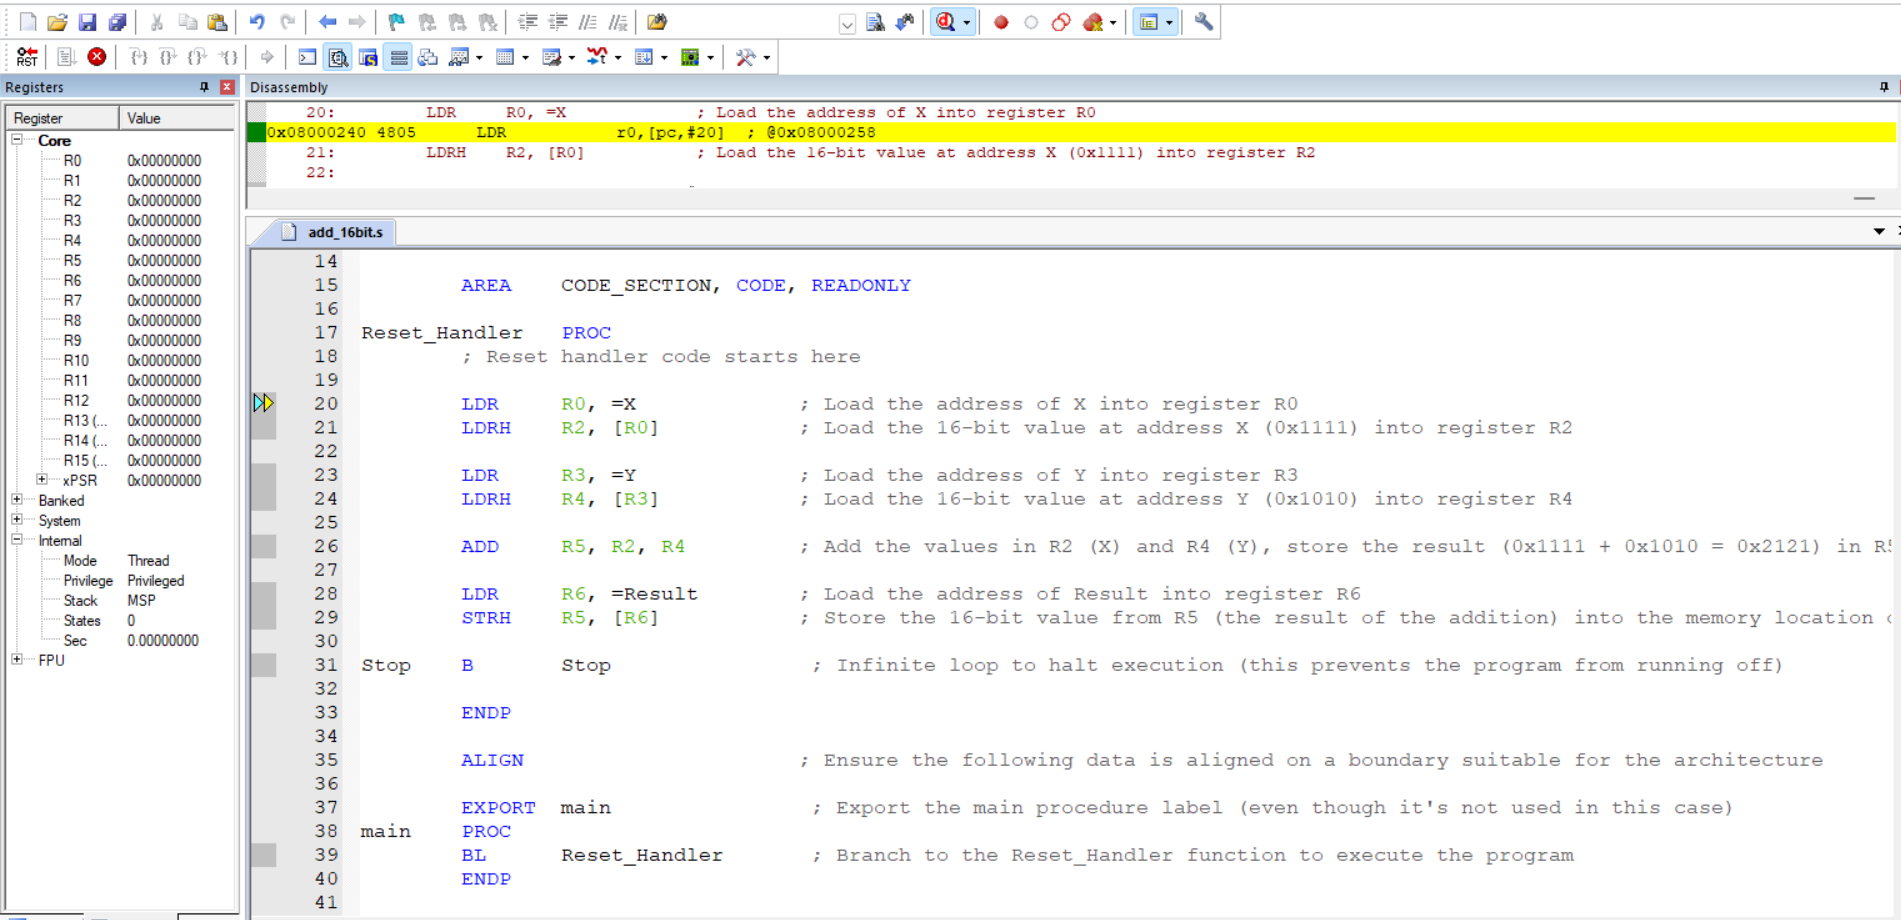 RST
Registers
Register Value
Core
R0 0x00000000
R1 0x00000000
R2 0x00000000
R3 0x00000000
R4 0x00000000
R5 0x00000000
R6 0x00000000
R7 0x00000000
R8 0x00000000
R9 0x00000000
R10 0x00000000
R11 0x00000000
R12 0x00000000
R13 (... 0x00000000
R14 (... 0x00000000
R15 (... 0x00000000
xPSR 0x00000000
Banked
System
Internal
Mode Thread
Privilege Privileged
Stack MSP
States 0
Sec 0.00000000
FPU
Disassembly
20: LDR R0, =X ; Load the address of X into register R0
0x08000240 4805 LDR r0,[pc,#20] ; @0x08000258
21: LDRH R2, [R0] ; Load the 16-bit value at address X (0x1111) into register R2
22:
add_16bit.s
14
15 AREA CODE_SECTION, CODE, READONLY
16
17 Reset_Handler PROC
18 ; Reset handler code starts here
19
20 LDR R0, =X ; Load the address of X into register R0
21 LDRH R2, [R0] ; Load the 16-bit value at address X (0x1111) into register R2
22
23 LDR R3, =Y ; Load the address of Y into register R3
24 LDRH R4, [R3] ; Load the 16-bit value at address Y (0x1010) into register R4
25
26 ADD R5, R2, R4 ; Add the values in R2 (X) and R4 (Y), store the result (0x1111 + 0x1010 = 0x2121) in R5
27
28 LDR R6, =Result ; Load the address of Result into register R6
29 STRH R5, [R6] ; Store the 16-bit value from R5 (the result of the addition) into the memory location
30
31 Stop B Stop ; Infinite loop to halt execution (this prevents the program from running off)
32
33 ENDP
34
35 ALIGN ; Ensure the following data is aligned on a boundary suitable for the architecture
36
37 EXPORT main ; Export the main procedure label (even though it's not used in this case)
38 main PROC
39 BL Reset_Handler ; Branch to the Reset_Handler function to execute the program
40 ENDP
41